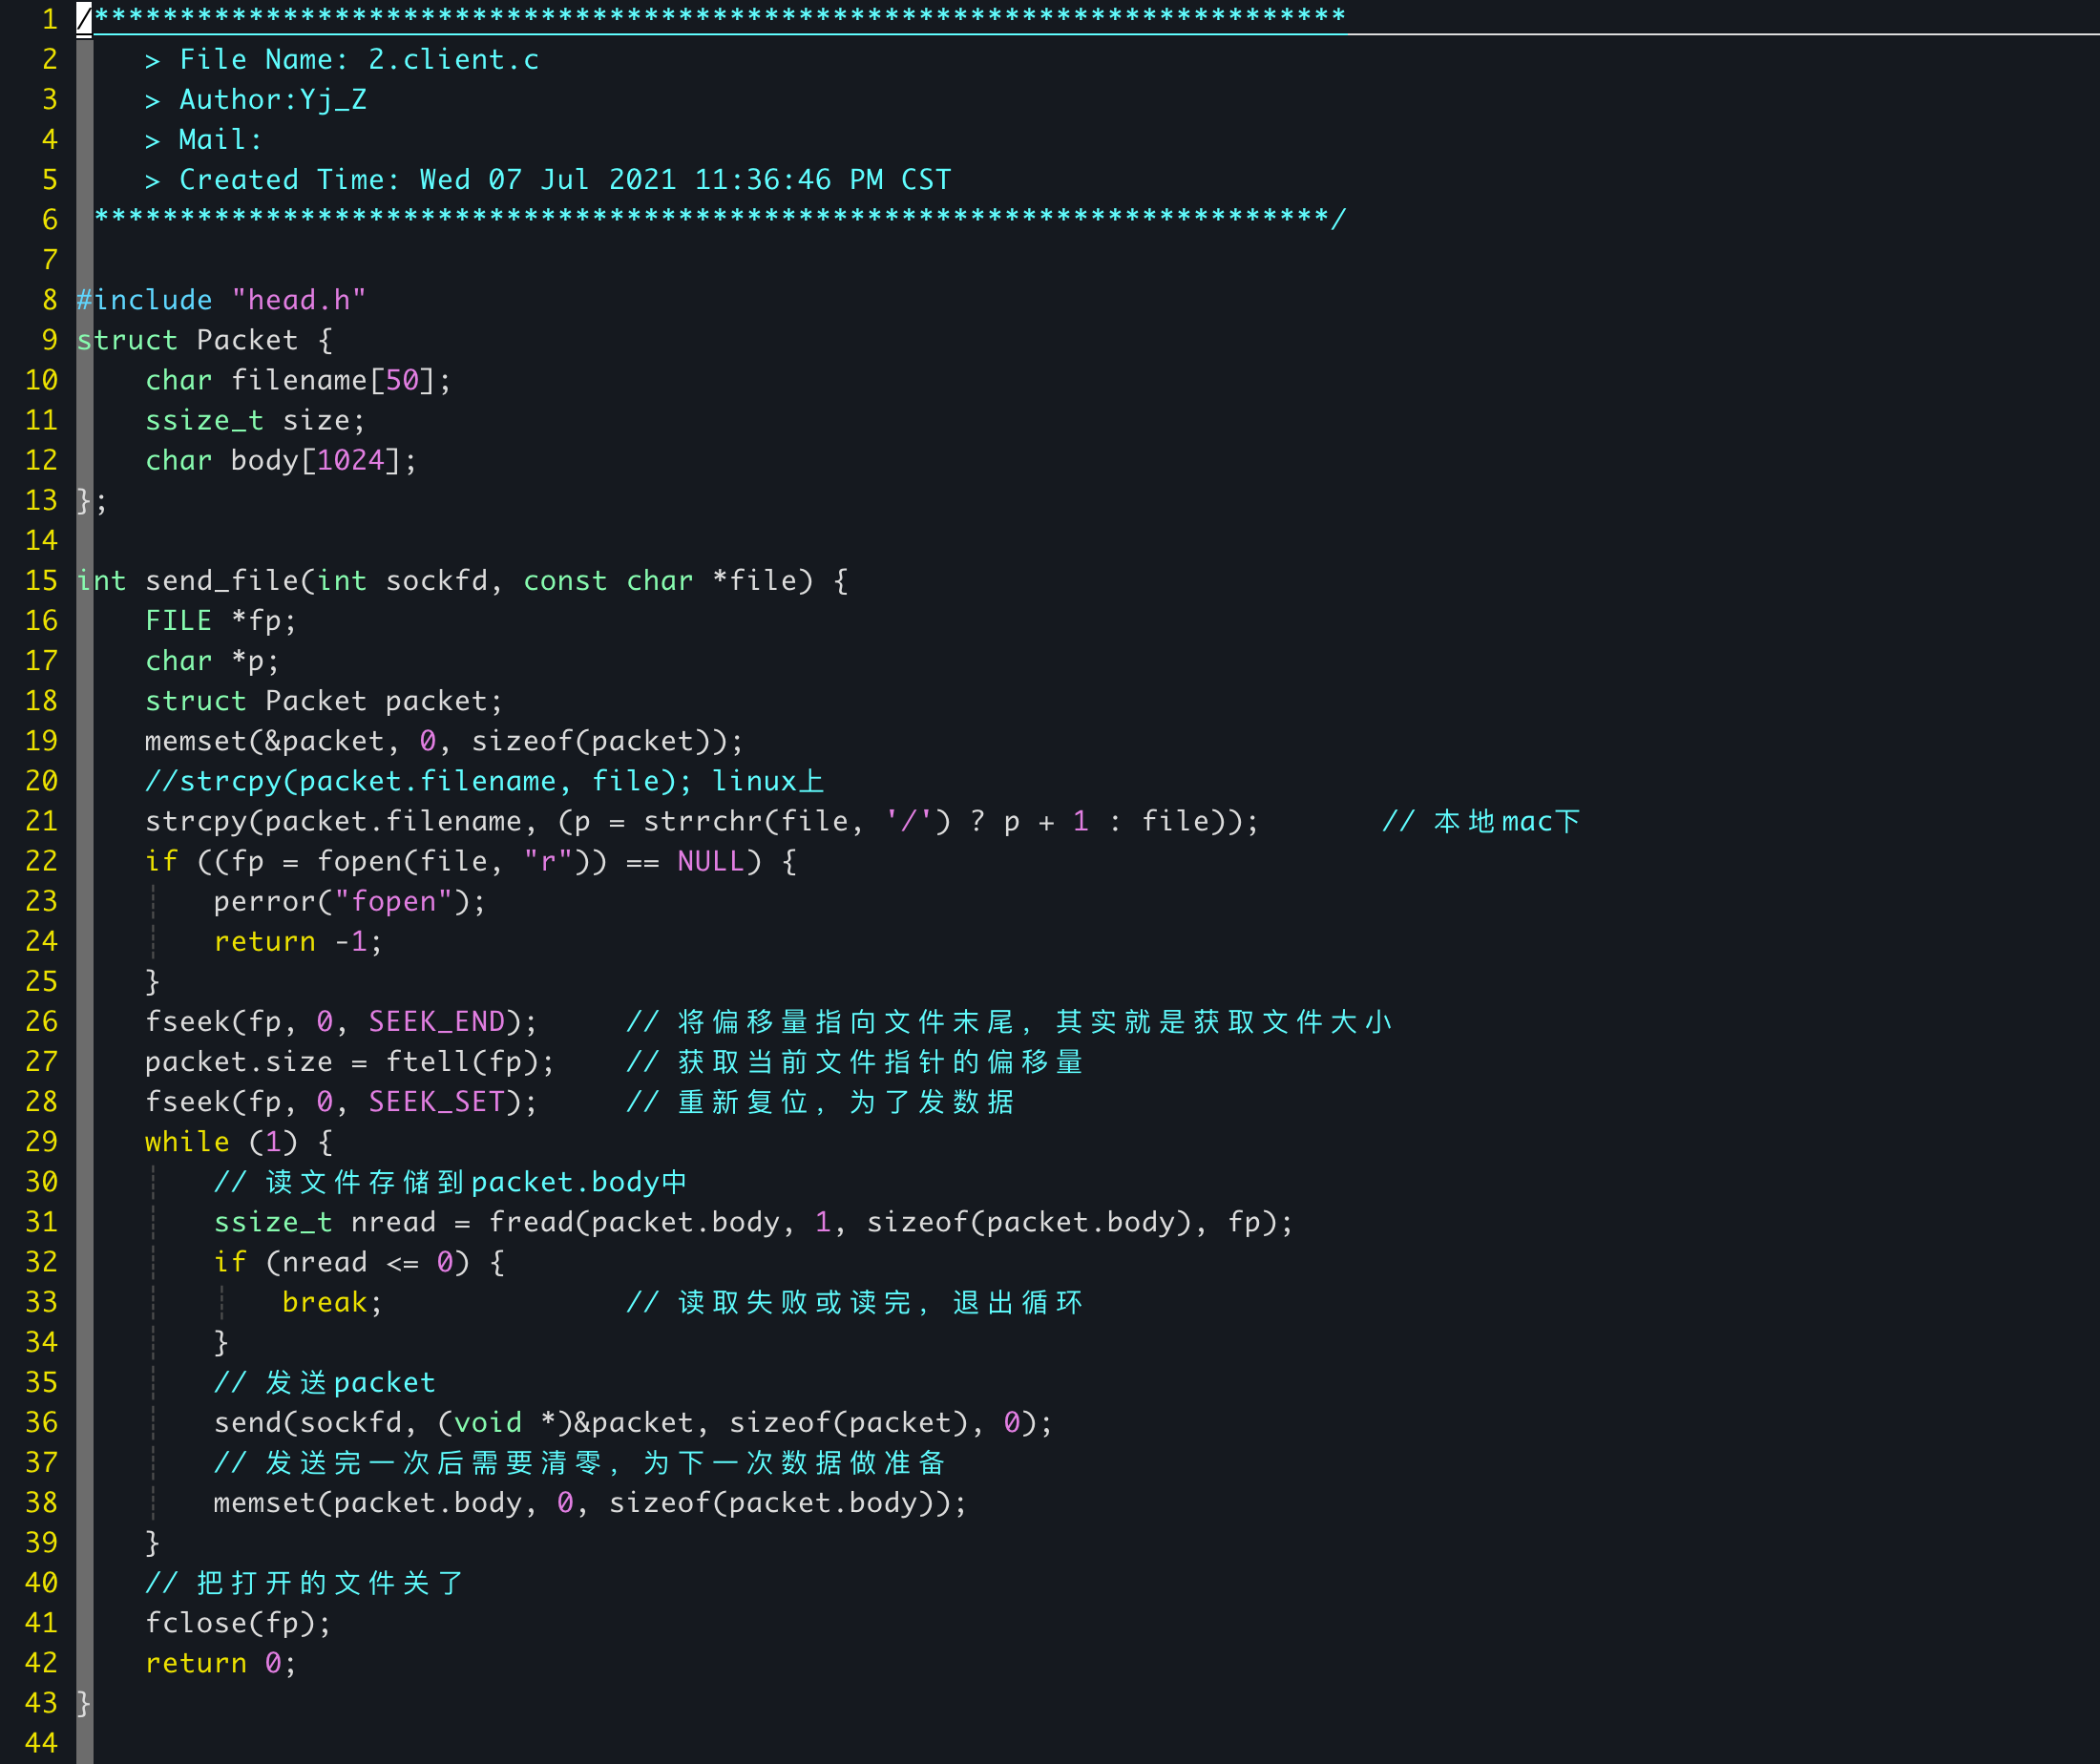 1 /*************************************************************************
2     > File Name: 2.client.c
3     > Author:Yj_Z
4     > Mail:
5     > Created Time: Wed 07 Jul 2021 11:36:46 PM CST
6  ************************************************************************/
7
8 #include "head.h"
9 struct Packet {
10     char filename[50];
11     ssize_t size;
12     char body[1024];
13 };
14
15 int send_file(int sockfd, const char *file) {
16     FILE *fp;
17     char *p;
18     struct Packet packet;
19     memset(&packet, 0, sizeof(packet));
20     //strcpy(packet.filename, file); linux上
21     strcpy(packet.filename, (p = strrchr(file, '/') ? p + 1 : file));       // 本地mac下
22     if ((fp = fopen(file, "r")) == NULL) {
23         perror("fopen");
24         return -1;
25     }
26     fseek(fp, 0, SEEK_END);     // 将偏移量指向文件末尾，其实就是获取文件大小
27     packet.size = ftell(fp);    // 获取当前文件指针的偏移量
28     fseek(fp, 0, SEEK_SET);     // 重新复位，为了发数据
29     while (1) {
30         // 读文件存储到packet.body中
31         ssize_t nread = fread(packet.body, 1, sizeof(packet.body), fp);
32         if (nread <= 0) {
33             break;              // 读取失败或读完，退出循环
34         }
35         // 发送packet
36         send(sockfd, (void *)&packet, sizeof(packet), 0);
37         // 发送完一次后需要清零，为下一次数据做准备
38         memset(packet.body, 0, sizeof(packet.body));
39     }
40     // 把打开的文件关了
41     fclose(fp);
42     return 0;
43 }
44